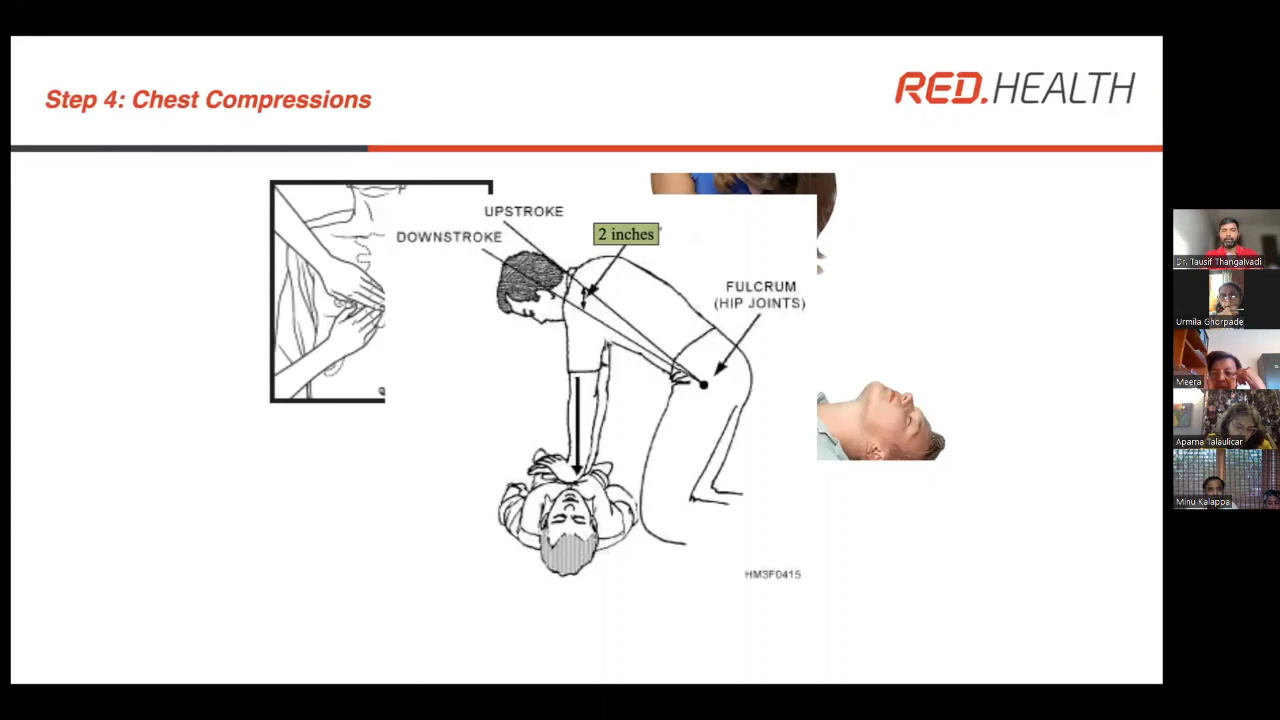 Step 4: Chest Compressions
RED.HEALTH
UPSTROKE
2 inches
DOWNSTROKE
FULCRUM
(HIP JOINTS)
HM3F0415
Dr. Tausif Thangalvadi
Urmila Ghorpade
Meera
Aparna Talaulicar
Minu Kalappa